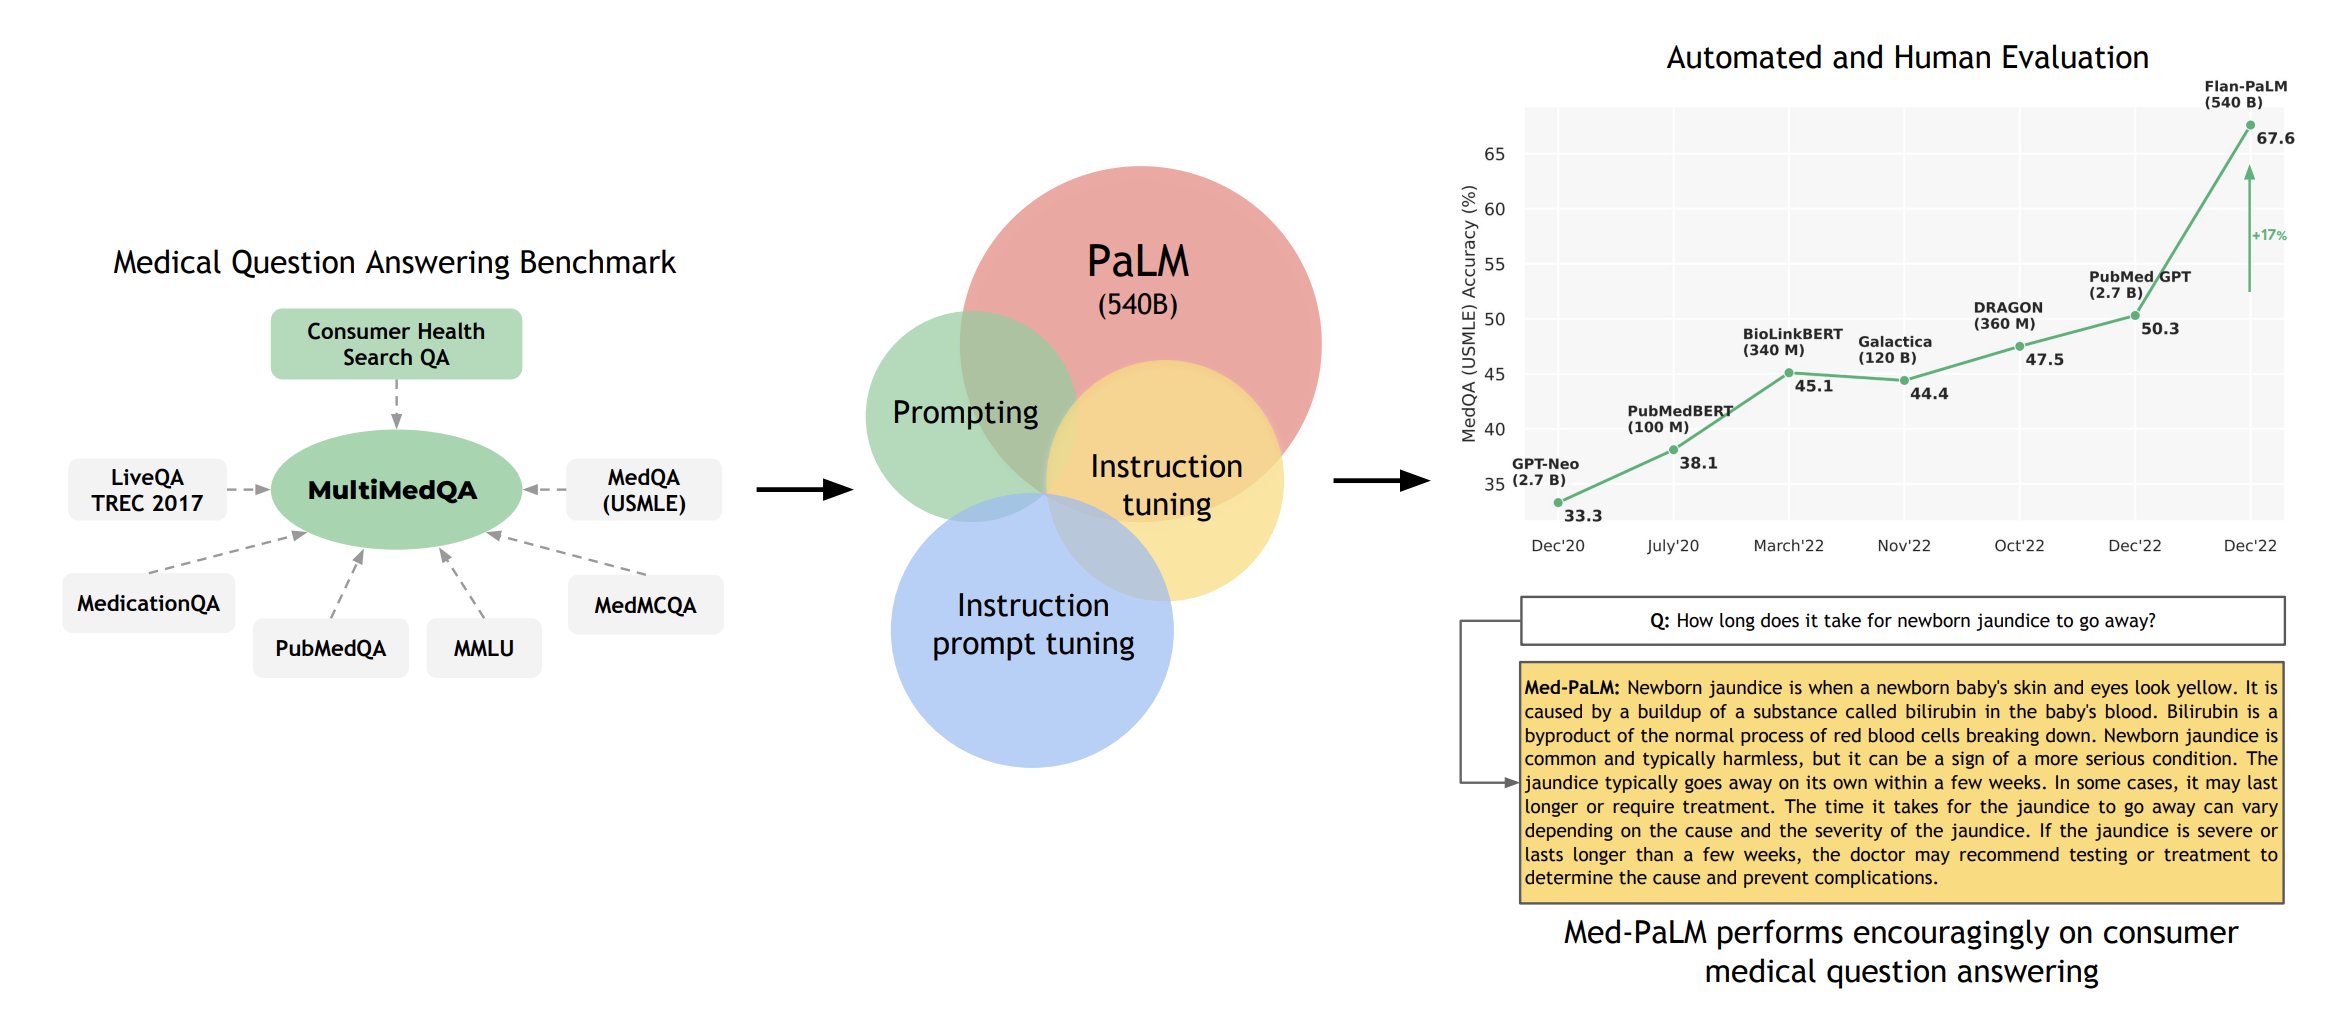 Medical Question Answering Benchmark
Consumer Health
Search QA
LiveQA
TREC 2017
MultiMedQA
MedQA
(USMLE)
MedicationQA
PubMedQA
MMLU
MedMCQA
PaLM
(540B)
Prompting
Instruction
tuning
Instruction
prompt tuning
Automated and Human Evaluation
MedQA (USMLE) Accuracy (%)
65
60
55
50
45
40
35
GPT-Neo
(2.7 B)
33.3
PubMedBERT
(100 M)
38.1
BioLinkBERT
(340 M)
45.1
Galactica
(120 B)
44.4
DRAGON
(360 M)
47.5
PubMed GPT
(2.7 B)
50.3
Flan-PaLM
(540 B)
67.6
+17%
Dec'20
July'20
March'22
Nov'22
Oct'22
Dec'22
Dec'22
Q: How long does it take for newborn jaundice to go away?
Med-PaLM: Newborn jaundice is when a newborn baby's skin and eyes look yellow. It is
caused by a buildup of a substance called bilirubin in the baby's blood. Bilirubin is a
byproduct of the normal process of red blood cells breaking down. Newborn jaundice is
common and typically harmless, but it can be a sign of a more serious condition. The
jaundice typically goes away on its own within a few weeks. In some cases, it may last
longer or require treatment. The time it takes for the jaundice to go away can vary
depending on the cause and the severity of the jaundice. If the jaundice is severe or
lasts longer than a few weeks, the doctor may recommend testing or treatment to
determine the cause and prevent complications.
Med-PaLM performs encouragingly on consumer
medical question answering